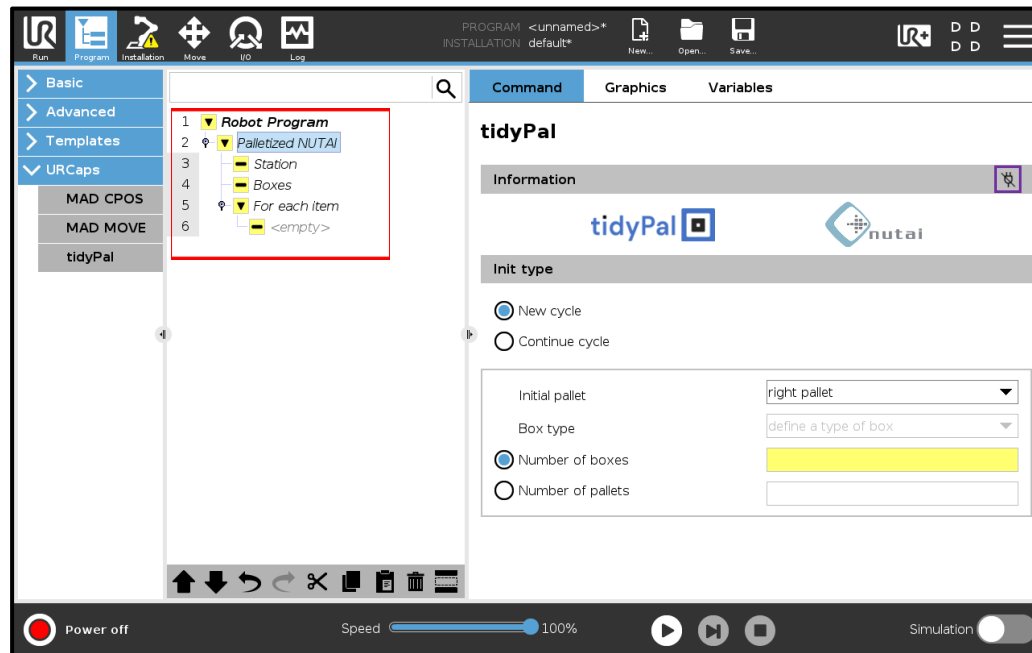 PROGRAM <unnamed>*
INSTALLATION default*
UR
Run
Program
Installation
Move
I/O
Log
New...
Open...
Save...
UR+
D D
D D
Basic
Advanced
Templates
URCaps
MAD CPOS
MAD MOVE
tidyPal
1 Robot Program
2 Palletized NUTAI
3 Station
4 Boxes
5 For each item
6 <empty>
Command Graphics Variables
tidyPal
Information
tidyPal
nutai
Init type
New cycle
Continue cycle
Initial pallet right pallet
Box type define a type of box
Number of boxes
Number of pallets
Power off
Speed 100%
Simulation